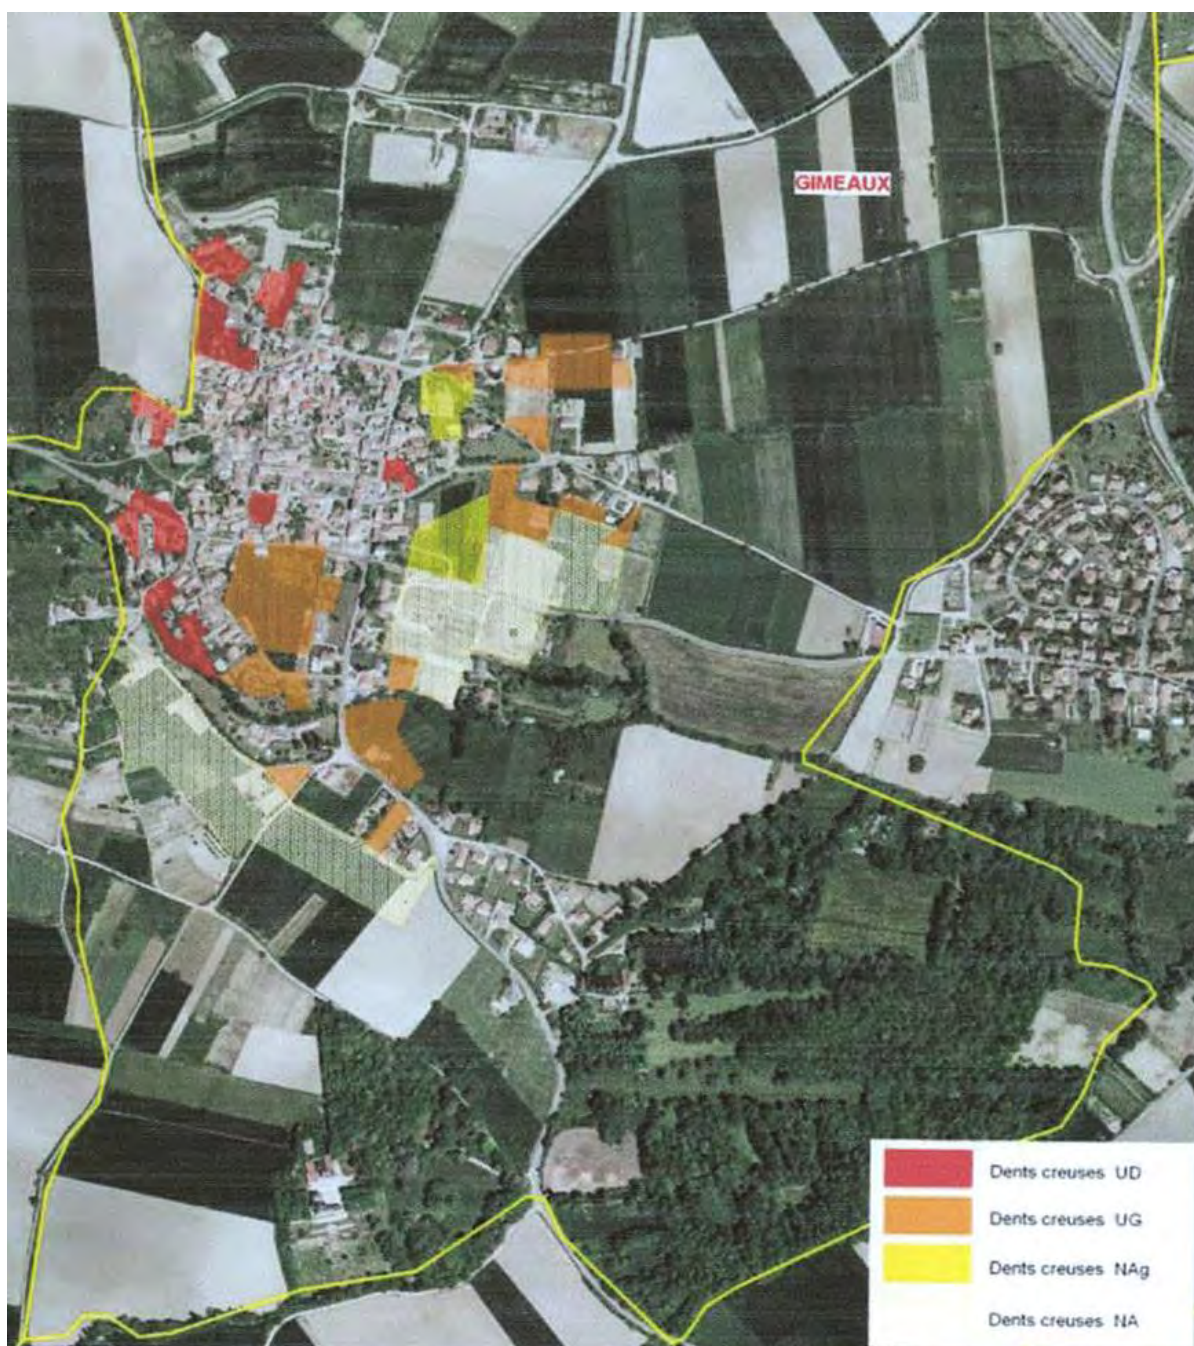 GIMEAUX
Dents creuses UD
Dents creuses UG
Dents creuses NAg
Dents creuses NA